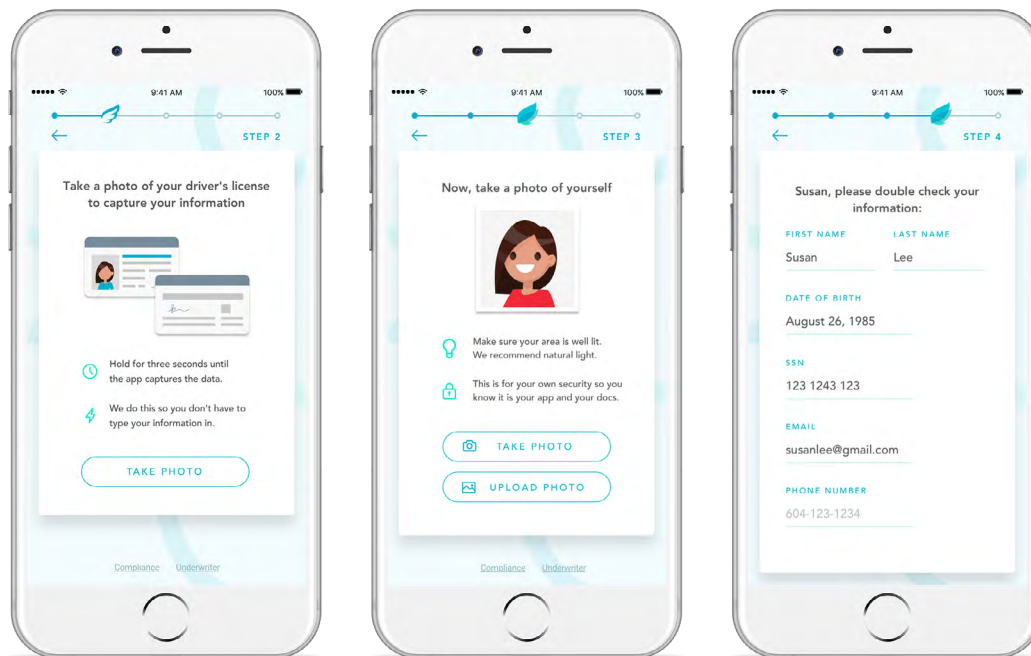 9:41 AM 100%
STEP 2
Take a photo of your driver's license
to capture your information
Hold for three seconds until
the app captures the data.
We do this so you don't have to
type your information in.
TAKE PHOTO
Compliance Underwriter
9:41 AM 100%
STEP 3
Now, take a photo of yourself
Make sure your area is well lit.
We recommend natural light.
This is for your own security so you
know it is your app and your docs.
TAKE PHOTO
UPLOAD PHOTO
Compliance Underwriter
9:41 AM 100%
STEP 4
Susan, please double check your
information:
FIRST NAME LAST NAME
Susan Lee
DATE OF BIRTH
August 26, 1985
SSN
123 1243 123
EMAIL
susanlee@gmail.com
PHONE NUMBER
604-123-1234